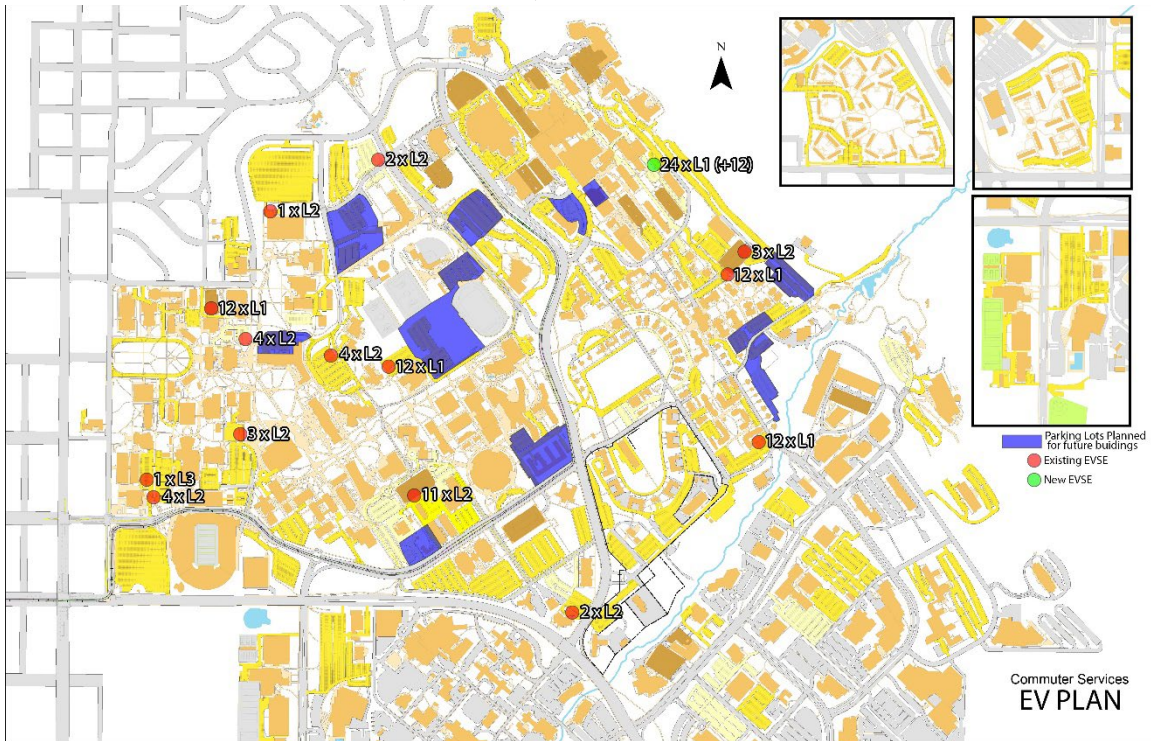 N
2 x L2
24 x L1 (+12)
1 x L2
3 x L2
12 x L1
12 x L1
4 x L2
4 x L2
12 x L1
3 x L2
12 x L1
1 x L3
4 x L2
11 x L2
2 x L2
Parking Lots Planned
for future buidings
Existing EVSE
New EVSE
Commuter Services
EV PLAN